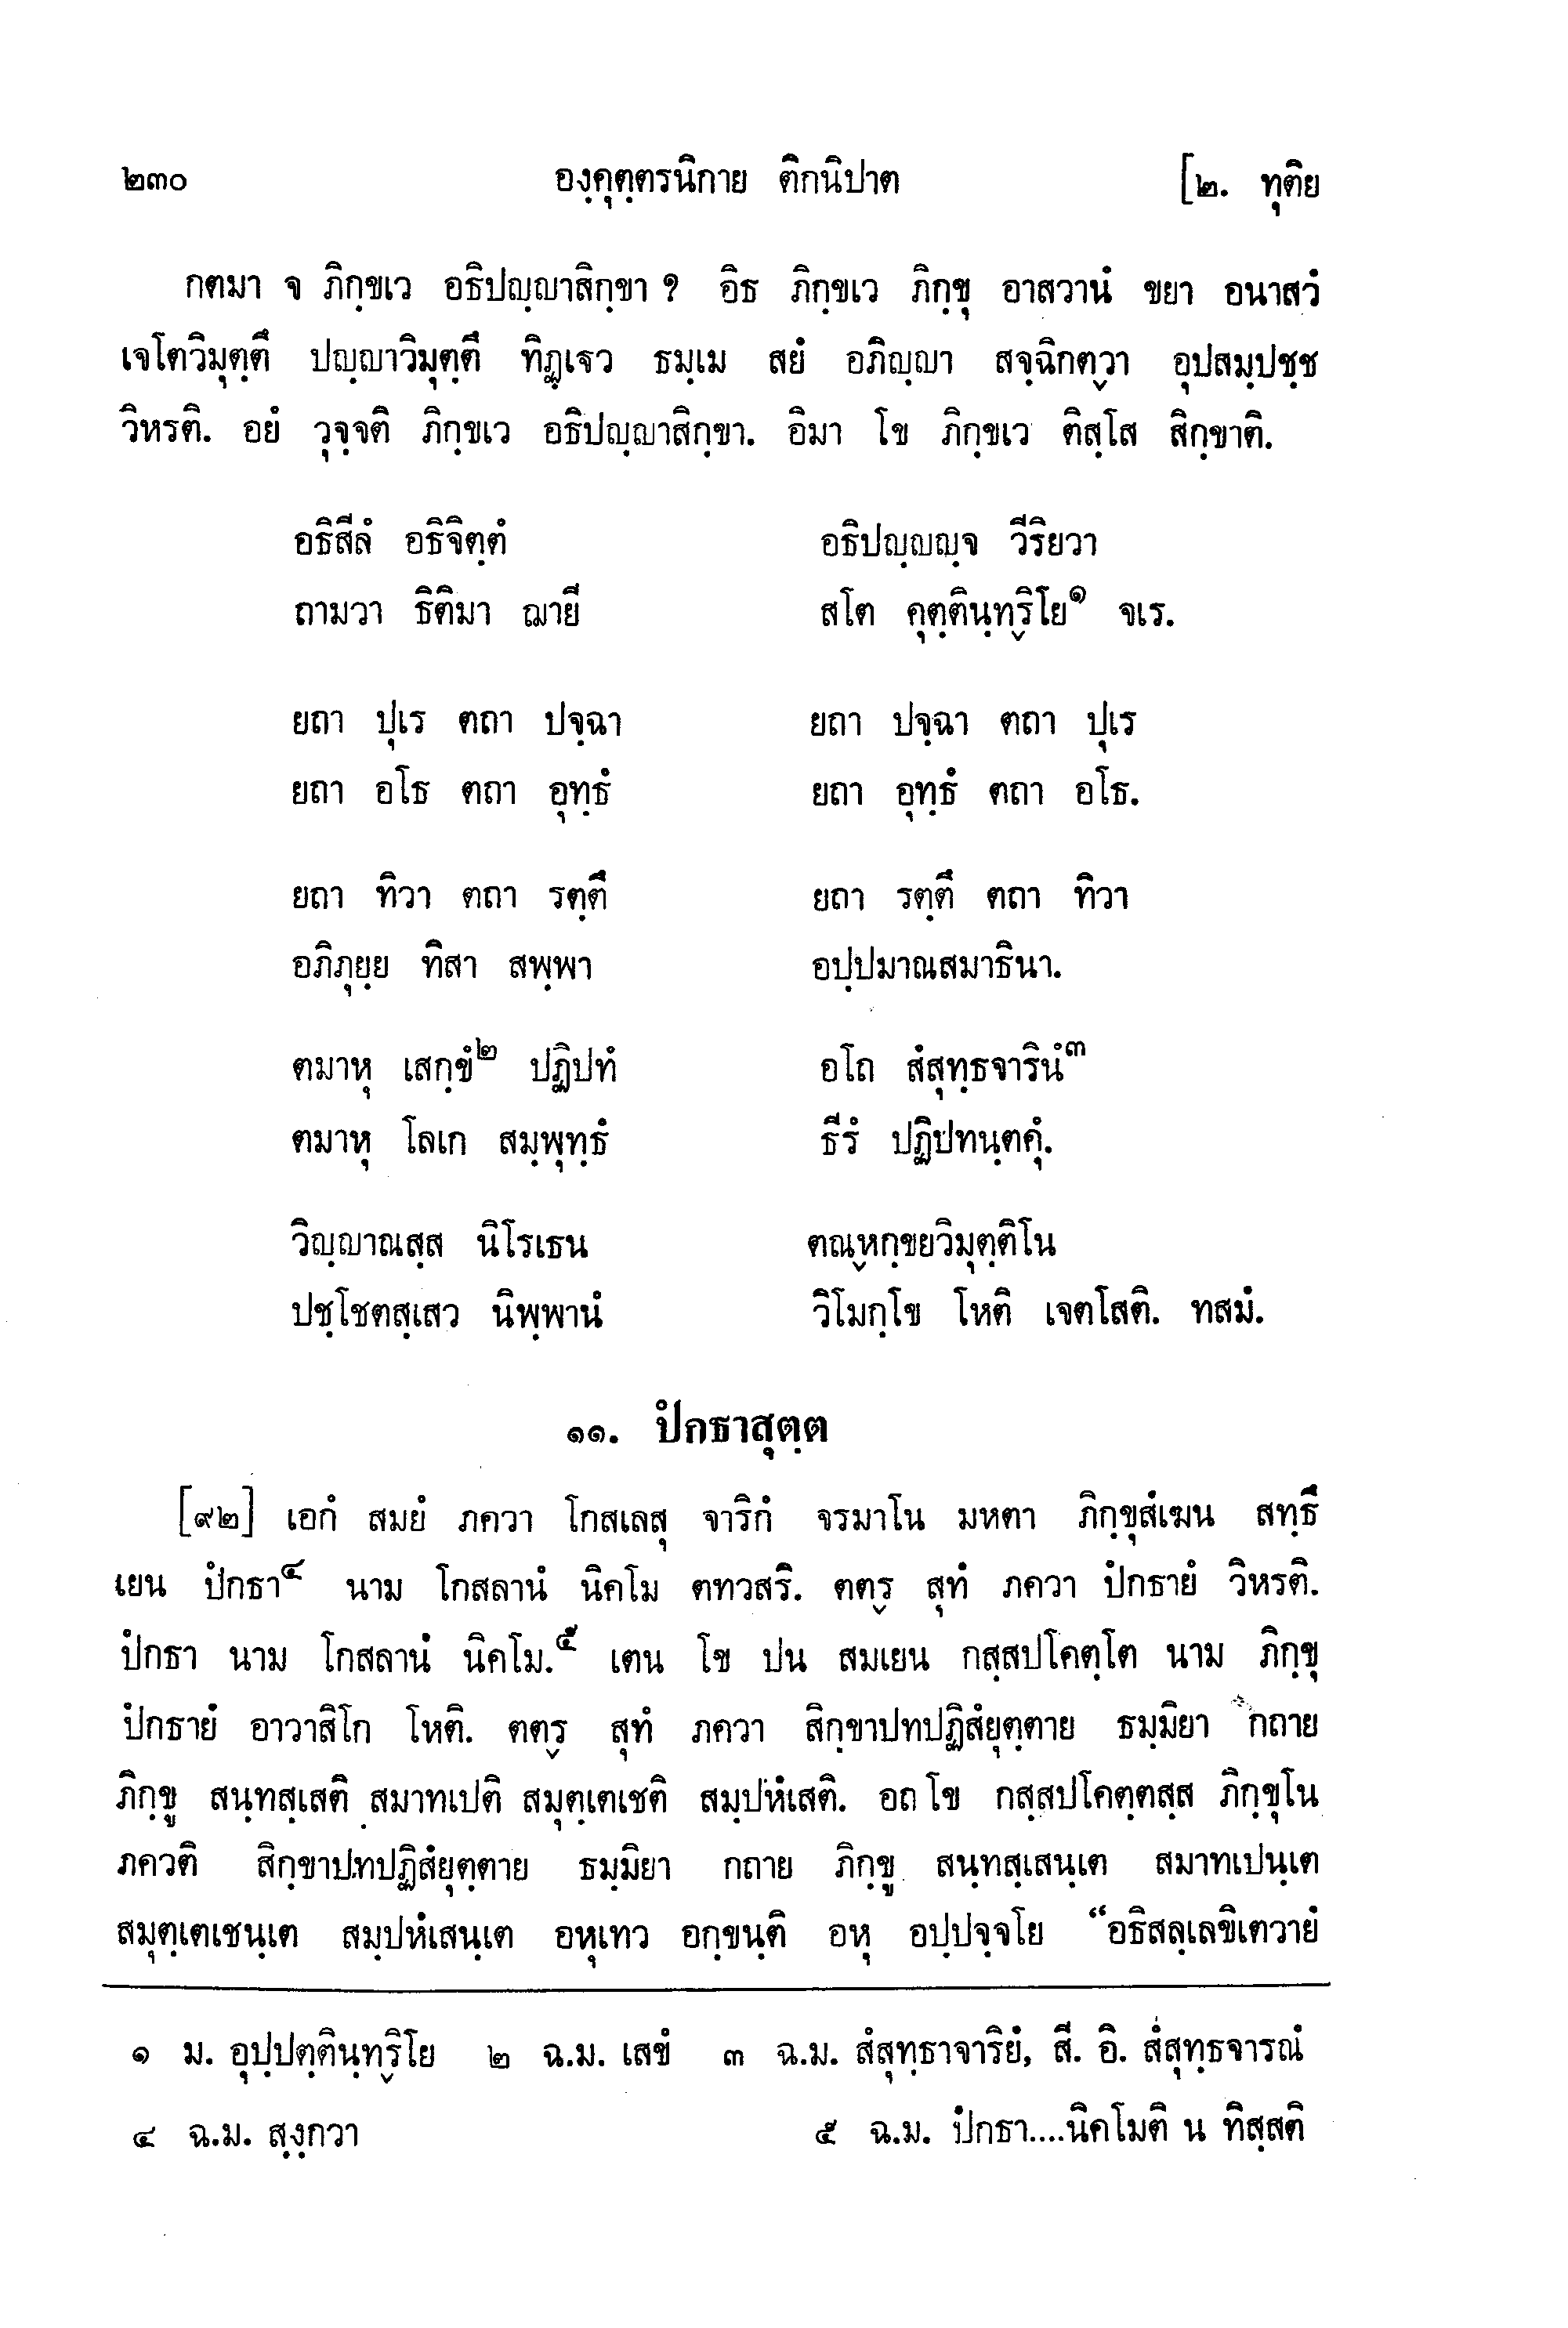 ๒๓๐ องฺคุตฺตรนิกาย ติกนิปาต [๒. ทุติย
กตมา จ ภิกฺขเว อธิปญฺญาสิกฺขา ? อิธ ภิกฺขเว ภิกฺขุ อาสวานํ ขยา อนาสวํ
เจโตวิมุตฺตึ ปญฺญาวิมุตฺตึ ทิฏฺเฐว ธมฺเม สยํ อภิญฺญา สจฺฉิกตฺวา อุปสมฺปชฺช
วิหรติ. อยํ วุจฺจติ ภิกฺขเว อธิปญฺญาสิกฺขา. อิมา โข ภิกฺขเว ติสฺโส สิกฺขาติ.
อธิสีลํ อธิจิตฺตํ อธิปญฺญญฺจ วีริยวา
ถามวา ธิติมา ฌายี สโต คุตฺตินฺทฺริโย๑ จเร.
ยถา ปุเร ตถา ปจฺฉา ยถา ปจฺฉา ตถา ปุเร
ยถา อโธ ตถา อุทฺธํ ยถา อุทฺธํ ตถา อโธ.
ยถา ทิวา ตถา รตฺตึ ยถา รตฺตึ ตถา ทิวา
อภิภุยฺย ทิสา สพฺพา อปฺปมาณสมาธินา.
ตมาหุ เสกฺขํ๒ ปฏิปทํ อโถ สํสุทฺธจารินํ๓
ตมาหุ โลเก สมฺพุทฺธํ ธีรํ ปฏิปทนฺตคุํ.
วิญฺญาณสฺส นิโรเธน ตณฺหกฺขยวิมุตฺติโน
ปชฺโชตสฺเสว นิพฺพานํ วิโมกฺโข โหติ เจตโสติ. ทสมํ.
๑๑. ปํกธาสุตฺต
[๙๒] เอกํ สมยํ ภควา โกสเลสุ จาริกํ จรมาโน มหตา ภิกฺขุสํเฆน สทฺธึ
เยน ปํกธา๔ นาม โกสลานํ นิคโม ตทวสริ. ตตฺร สุทํ ภควา ปํกธายํ วิหรติ.
ปํกธา นาม โกสลานํ นิคโม.๕ เตน โข ปน สมเยน กสฺสปโคตฺโต นาม ภิกฺขุ
ปํกธายํ อาวาสิโก โหติ. ตตฺร สุทํ ภควา สิกฺขาปทปฏิสํยุตฺตาย ธมฺมิยา กถาย
ภิกฺขู สนฺทสฺเสติ สมาทเปติ สมุตฺเตเชติ สมฺปหํเสติ. อถ โข กสฺสปโคตฺตสฺส ภิกฺขุโน
ภควติ สิกฺขาปทปฏิสํยุตฺตาย ธมฺมิยา กถาย ภิกฺขู สนฺทสฺเสนฺเต สมาทเปนฺเต
สมุตฺเตเชนฺเต สมฺปหํเสนฺเต อหุเทว อกฺขนฺติ อหุ อปฺปจฺจโย “อธิสลฺเลขิเตวายํ
๑ ม. อุปฺปตฺตินฺทฺริโย ๒ ฉ.ม. เสขํ ๓ ฉ.ม. สํสุทฺธาจาริยํ, สี. อิ. สํสุทฺธจารณํ
๔ ฉ.ม. สงฺกวา ๕ ฉ.ม. ปํกธา....นิคโมติ น ทิสฺสติ